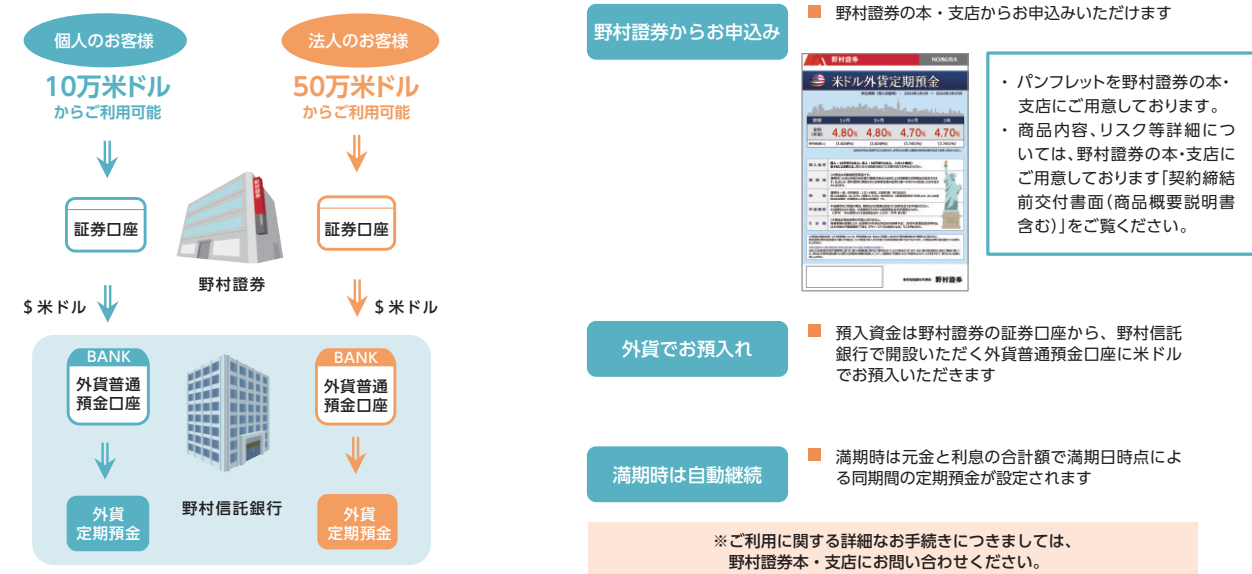 個人のお客様
10万米ドル
からご利用可能
証券口座
$ 米ドル
BANK
外貨普通
預金口座
外貨
定期預金
野村證券
野村信託銀行
法人のお客様
50万米ドル
からご利用可能
証券口座
$ 米ドル
BANK
外貨普通
預金口座
外貨
定期預金
野村證券からお申込み
野村證券の本・支店からお申込みいただけます
野村證券
NOMURA
米ドル外貨定期預金
期間 1ヶ月 3ヶ月 6ヶ月 1年
4.80% 4.80% 4.70% 4.70%
野村證券
・ パンフレットを野村證券の本・
支店にご用意しております。
・ 商品内容、リスク等詳細につ
いては、野村證券の本・支店に
ご用意しております「契約締結
前交付書面（商品概要説明書
含む）」をご覧ください。
外貨でお預入れ
預入資金は野村證券の証券口座から、野村信託
銀行で開設いただく外貨普通預金口座に米ドル
でお預入いただきます
満期時は自動継続
満期時は元金と利息の合計額で満期日時点によ
る同期間の定期預金が設定されます
※ご利用に関する詳細なお手続きにつきましては、
野村證券本・支店にお問い合わせください。